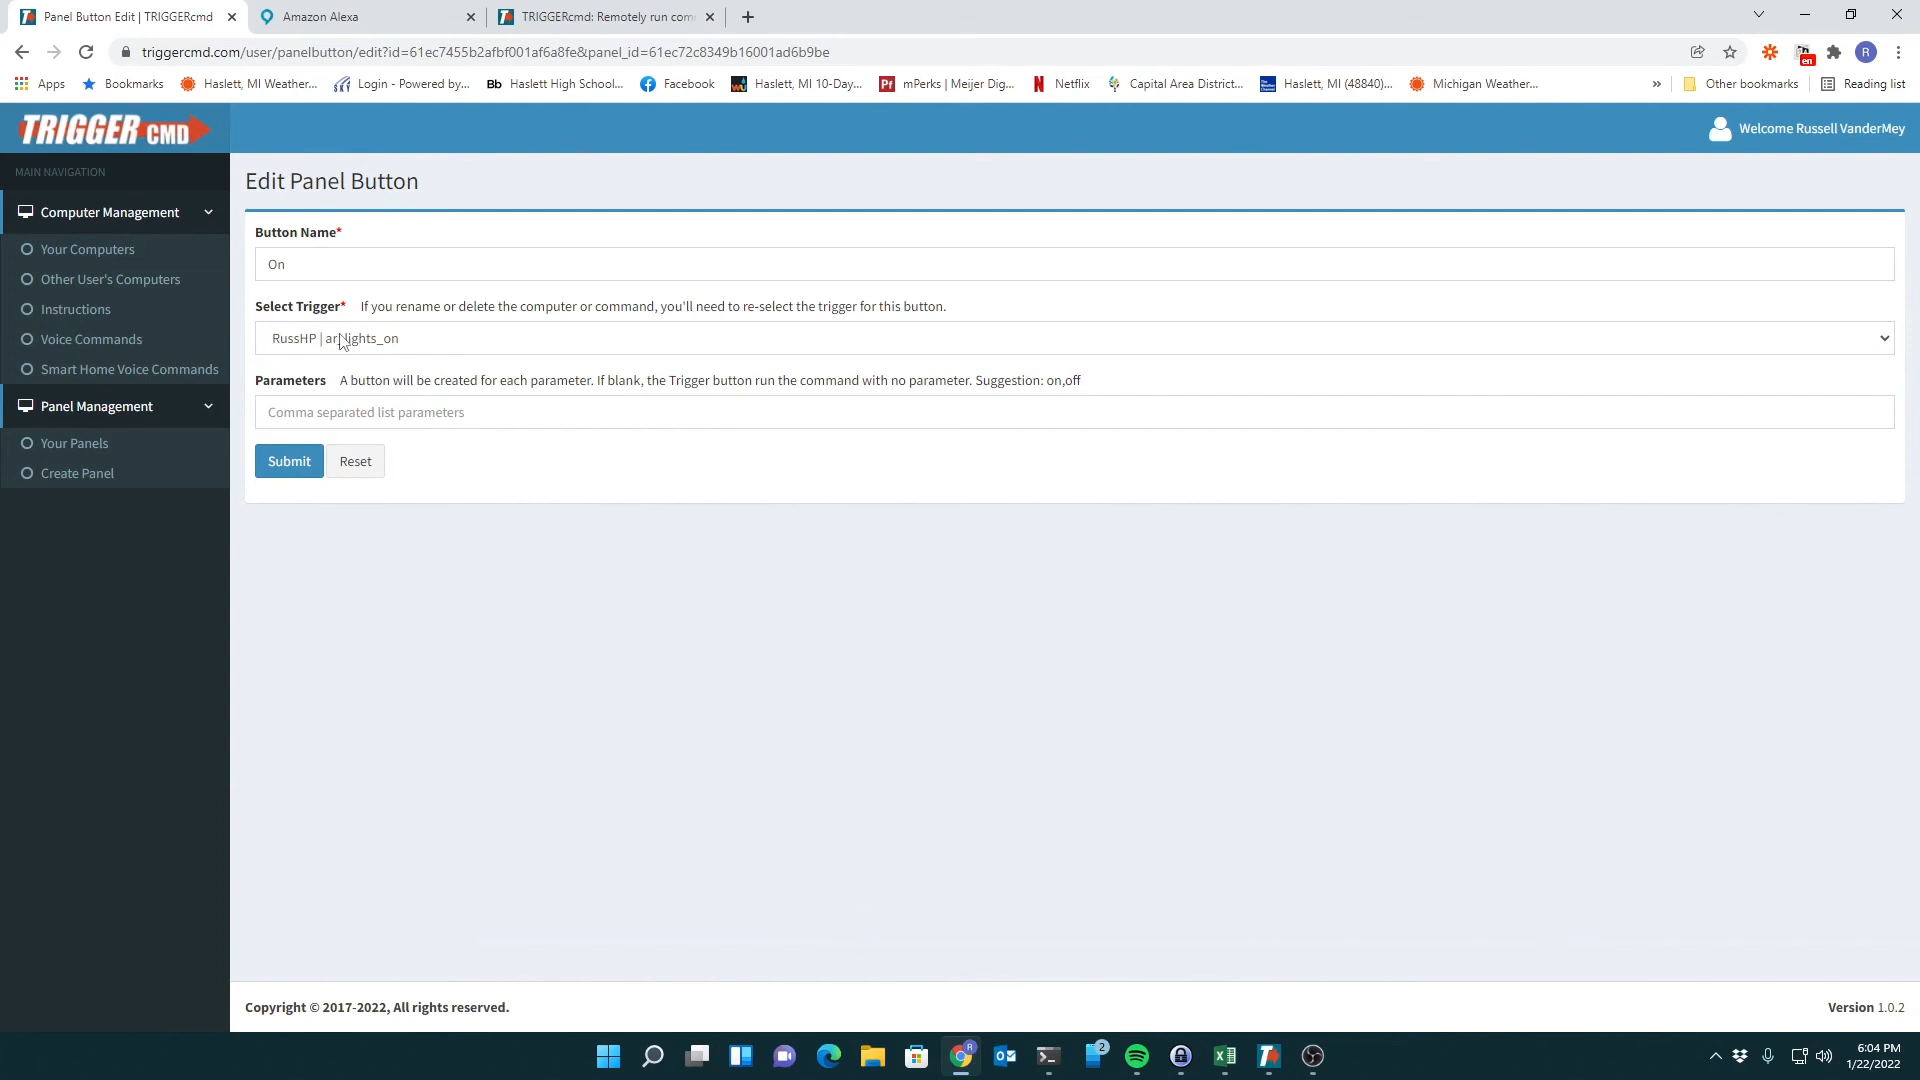 Panel Button Edit | TRIGGERcmd
Amazon Alexa
TRIGGERcmd: Remotely run com
triggercmd.com/user/panelbutton/edit?id=61ec7455b2afbf001af6a8fe&panel_id=61ec72c8349b16001ad6b9be
en
R
Apps
Bookmarks
Haslett, MI Weather...
Login - Powered by...
Bb Haslett High School...
Facebook
Haslett, MI 10-Day...
Pf mPerks | Meijer Dig...
Netflix
Capital Area District...
Haslett, MI (48840)...
Michigan Weather...
»
Other bookmarks
Reading list
TRIGGER CMD
Welcome Russell VanderMey
MAIN NAVIGATION
Computer Management
Your Computers
Other User's Computers
Instructions
Voice Commands
Smart Home Voice Commands
Panel Management
Your Panels
Create Panel
Edit Panel Button
Button Name*
On
Select Trigger* If you rename or delete the computer or command, you'll need to re-select the trigger for this button.
RussHP |
Parameters A button will be created for each parameter. If blank, the Trigger button run the command with no parameter. Suggestion: on,off
Comma separated list parameters
Submit
Reset
Copyright © 2017-2022, All rights reserved.
Version 1.0.2
R
2
6:04 PM
1/22/2022